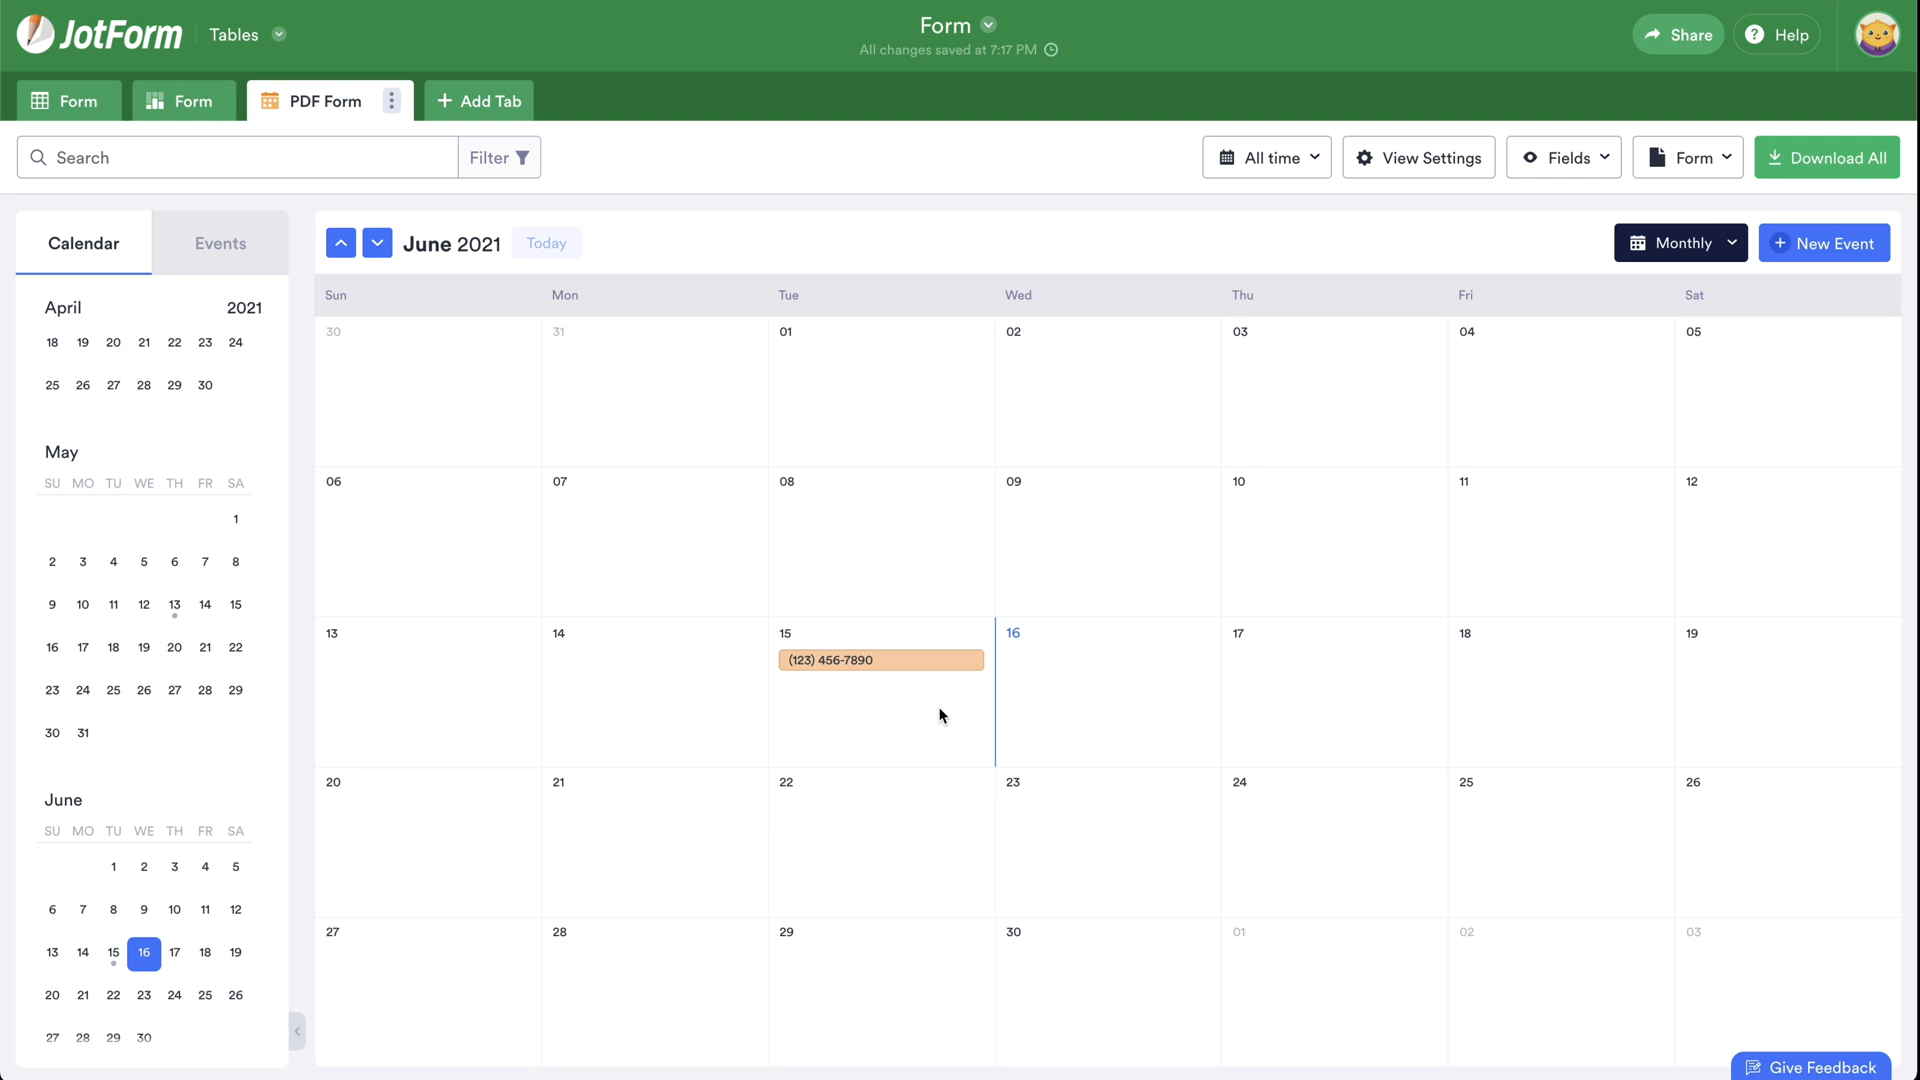 JotForm Tables
Form
All changes saved at 7:17 PM
Share
? Help
Form
Form
PDF Form
+ Add Tab
Search
Filter
All time
View Settings
Fields
Form
Download All
Calendar
Events
April 2021
18 19 20 21 22 23 24
25 26 27 28 29 30
May
SU MO TU WE TH FR SA
1
2 3 4 5 6 7 8
9 10 11 12 13 14 15
16 17 18 19 20 21 22
23 24 25 26 27 28 29
30 31
June
SU MO TU WE TH FR SA
1 2 3 4 5
6 7 8 9 10 11 12
13 14 15 16 17 18 19
20 21 22 23 24 25 26
27 28 29 30
June 2021
Today
Monthly
+ New Event
Sun Mon Tue Wed Thu Fri Sat
30 31 01 02 03 04 05
06 07 08 09 10 11 12
13 14 15 16 17 18 19
(123) 456-7890
20 21 22 23 24 25 26
27 28 29 30 01 02 03
Give Feedback